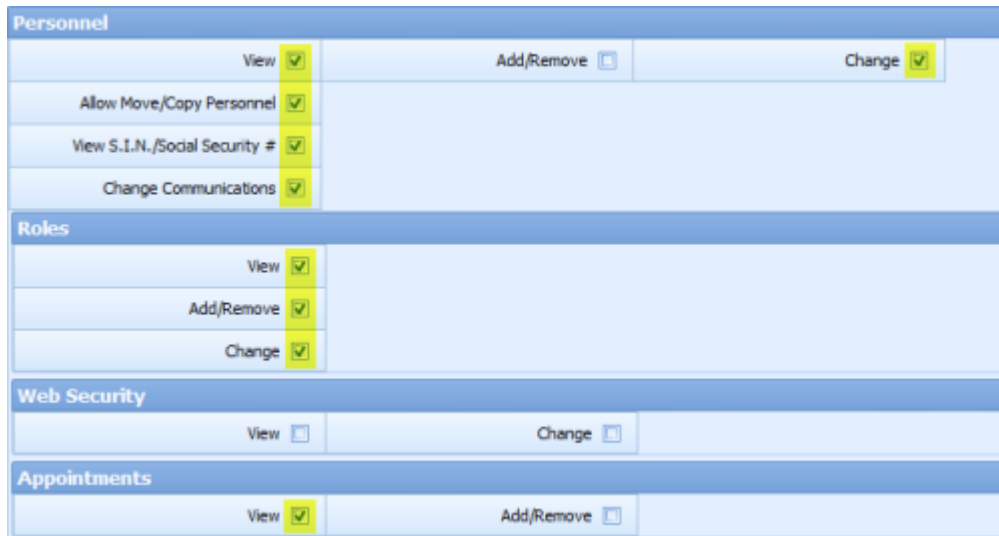 Personnel
View Add/Remove Change
Allow Move/Copy Personnel
View S.I.N./Social Security #
Change Communications
Roles
View
Add/Remove
Change
Web Security
View Change
Appointments
View Add/Remove